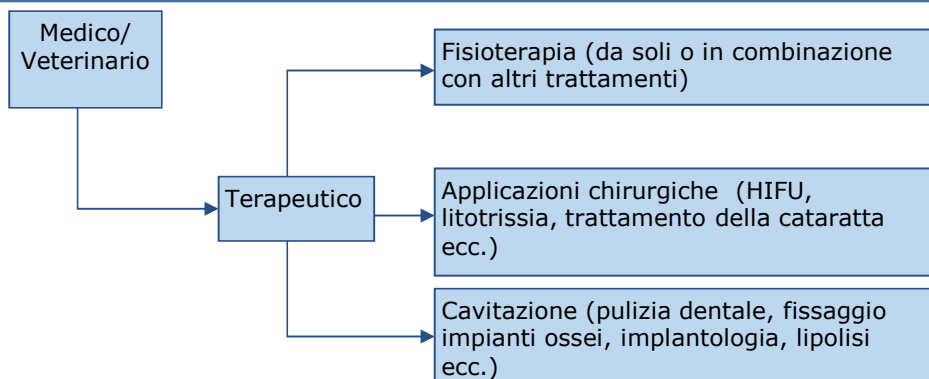 Medico/
Veterinario
Fisioterapia (da soli o in combinazione
con altri trattamenti)
Terapeutico
Applicazioni chirurgiche  (HIFU,
litotrissia, trattamento della cataratta
ecc.)
Cavitazione (pulizia dentale, fissaggio
impianti ossei, implantologia, lipolisi
ecc.)